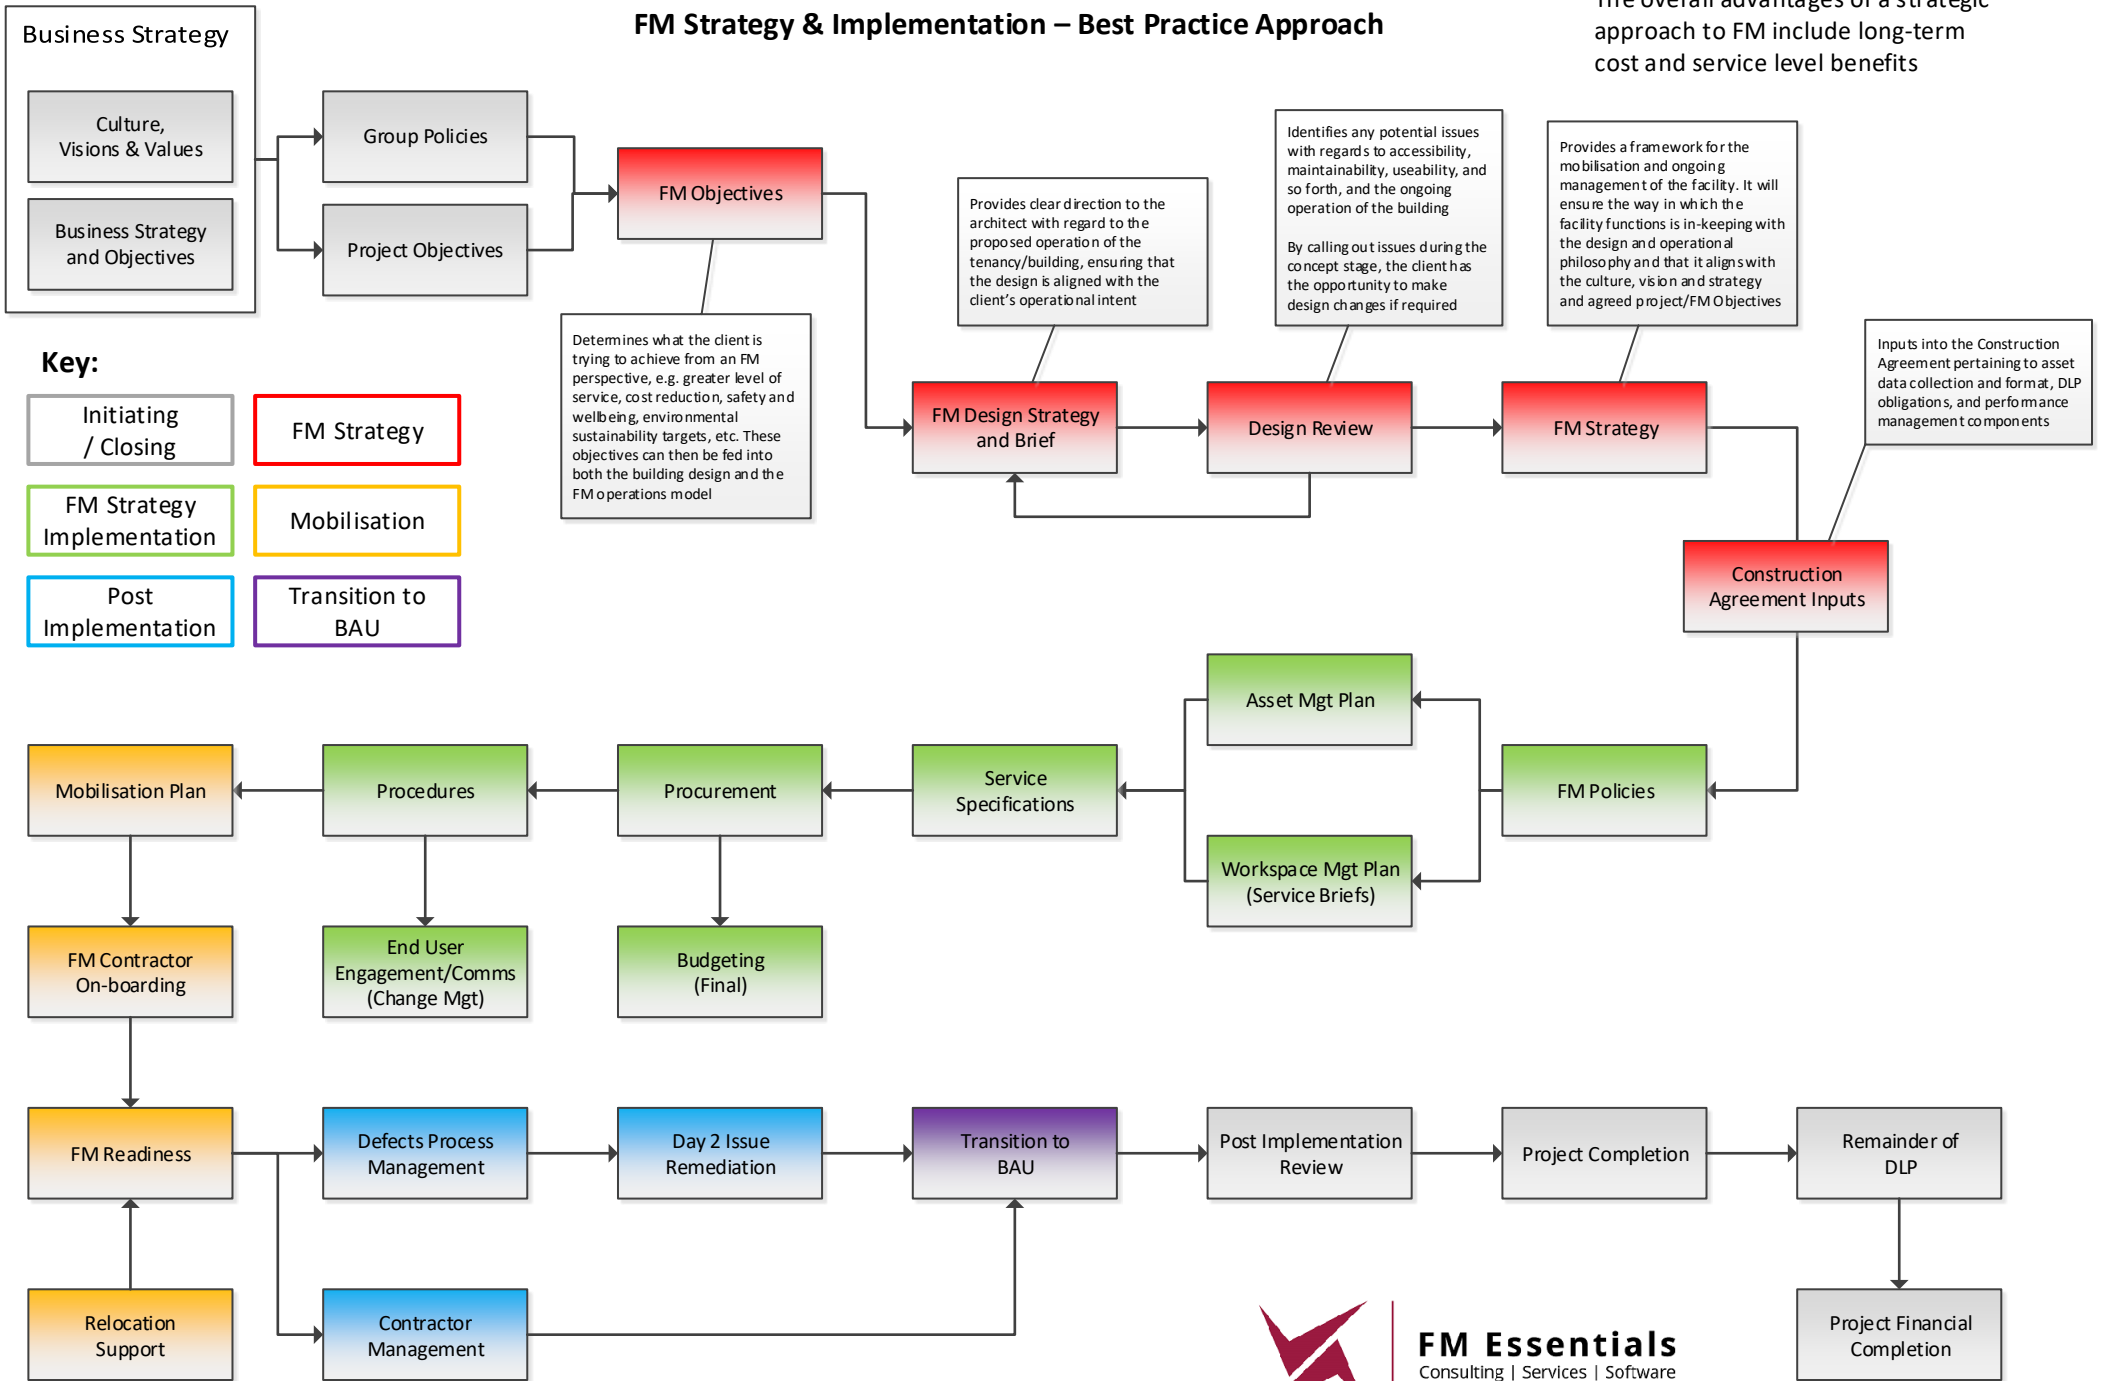 FM Strategy & Implementation – Best Practice Approach
The overall advantages of a strategic
approach to FM include long-term
cost and service level benefits
Business Strategy
Culture,
Visions & Values
Business Strategy
and Objectives
Group Policies
Project Objectives
FM Objectives
Determines what the client is
trying to achieve from an FM
perspective, e.g. greater level of
service, cost reduction, safety and
wellbeing, environmental
sustainability targets, etc. These
objectives can then be fed into
both the building design and the
FM operations model
Provides clear direction to the
architect with regard to the
proposed operation of the
tenancy/building, ensuring that
the design is aligned with the
client's operational intent
Identifies any potential issues
with regards to accessibility,
maintainability, useability, and
so forth, and the ongoing
operation of the building
By calling out issues during the
concept stage, the client has
the opportunity to make
design changes if required
Provides a framework for the
mobilisation and ongoing
management of the facility. It will
ensure the way in which the
facility functions is in-keeping with
the design and operational
philosophy and that it aligns with
the culture, vision and strategy
and agreed project/FM Objectives
Inputs into the Construction
Agreement pertaining to asset
data collection and format, DLP
obligations, and performance
management components
FM Design Strategy
and Brief
Design Review
FM Strategy
Construction
Agreement Inputs
Key:
Initiating
/ Closing
FM Strategy
FM Strategy
Implementation
Mobilisation
Post
Implementation
Transition to
BAU
Asset Mgt Plan
Mobilisation Plan
Procedures
Procurement
Service
Specifications
FM Policies
Workspace Mgt Plan
(Service Briefs)
FM Contractor
On-boarding
End User
Engagement/Comms
(Change Mgt)
Budgeting
(Final)
FM Readiness
Defects Process
Management
Day 2 Issue
Remediation
Transition to
BAU
Post Implementation
Review
Project Completion
Remainder of
DLP
Relocation
Support
Contractor
Management
Project Financial
Completion
FM Essentials
Consulting | Services | Software